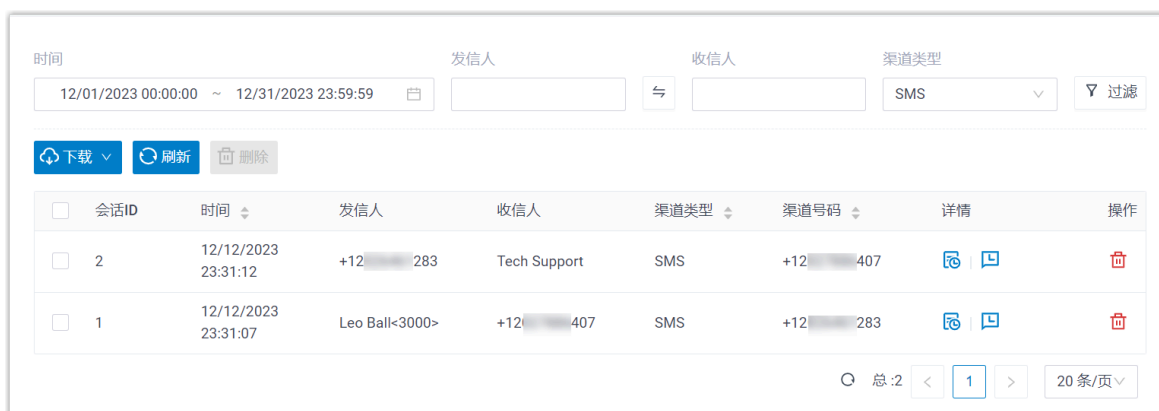 时间 发信人 收信人 渠道类型
12/01/2023 00:00:00 ~ 12/31/2023 23:59:59 SMS 过滤
下载 刷新 删除
会话ID 时间 发信人 收信人 渠道类型 渠道号码 详情 操作
2 12/12/2023 23:31:12 +12 283 Tech Support SMS +12 407
1 12/12/2023 23:31:07 Leo Ball<3000> +12 407 SMS +12 283
总 :2 < 1 > 20 条/页